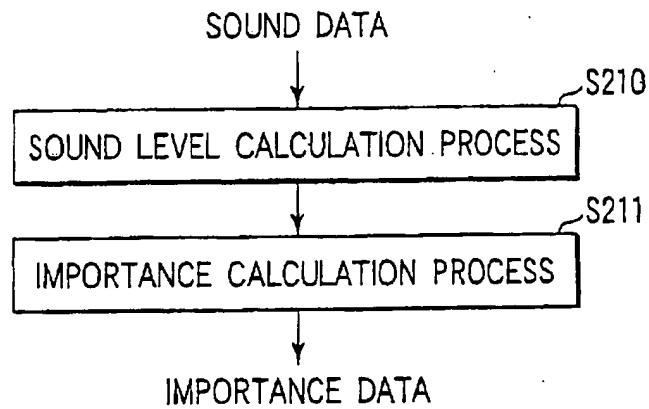 SOUND DATA
S210
SOUND LEVEL CALCULATION PROCESS
S211
IMPORTANCE CALCULATION PROCESS
IMPORTANCE DATA